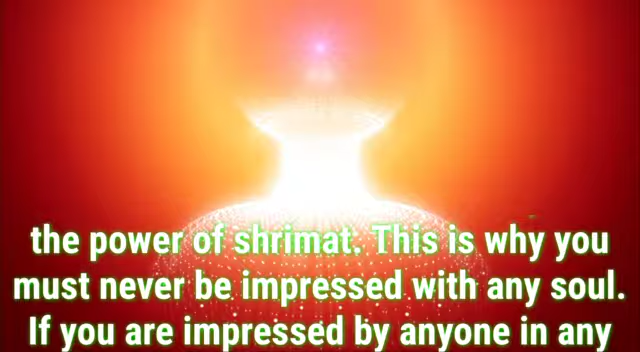 the power of shrimat. This is why you
must never be impressed with any soul.
If you are impressed by anyone in any